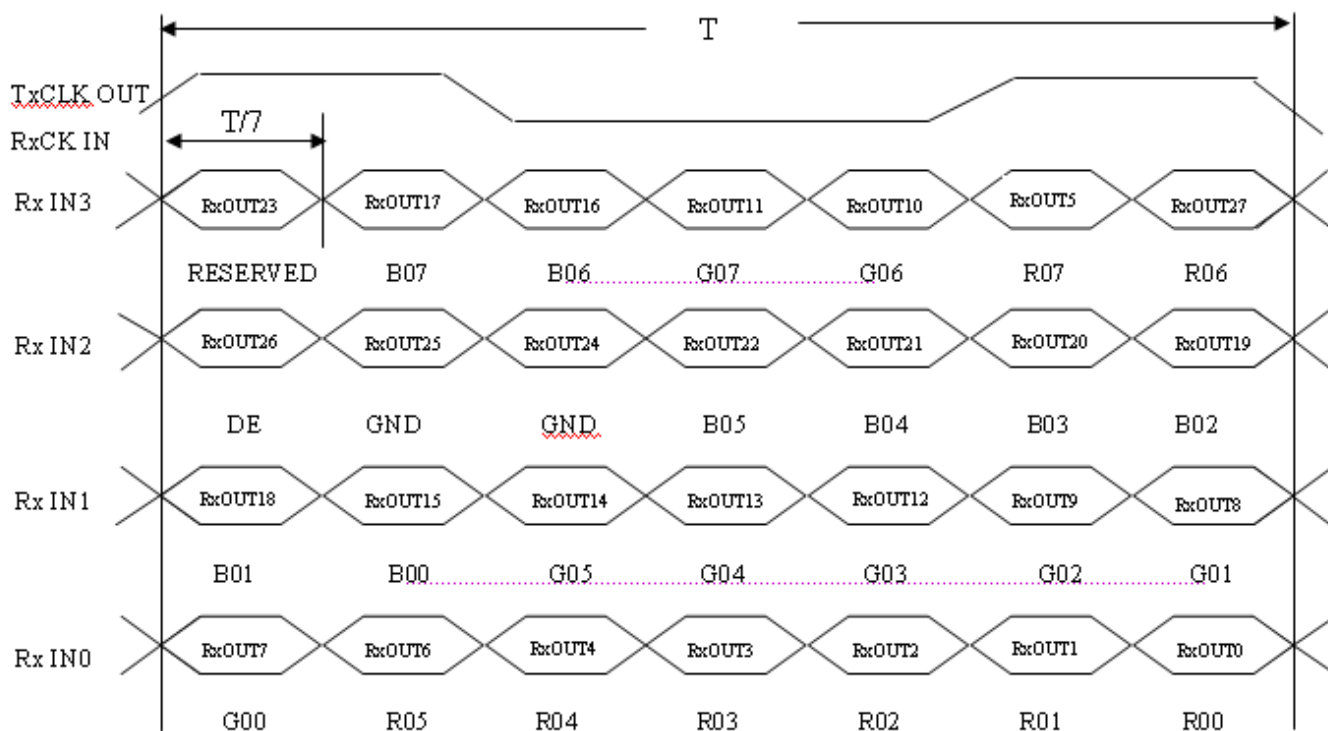 T
TxCLK OUT
T/7
RxCK IN
Rx IN3 RxOUT23 RxOUT17 RxOUT16 RxOUT11 RxOUT10 RxOUT5 RxOUT27
RESERVED B07 B06 G07 G06 R07 R06
Rx IN2 RxOUT26 RxOUT25 RxOUT24 RxOUT22 RxOUT21 RxOUT20 RxOUT19
DE GND GND B05 B04 B03 B02
Rx IN1 RxOUT18 RxOUT15 RxOUT14 RxOUT13 RxOUT12 RxOUT9 RxOUT8
B01 B00 G05 G04 G03 G02 G01
Rx IN0 RxOUT7 RxOUT6 RxOUT4 RxOUT3 RxOUT2 RxOUT1 RxOUT0
G00 R05 R04 R03 R02 R01 R00